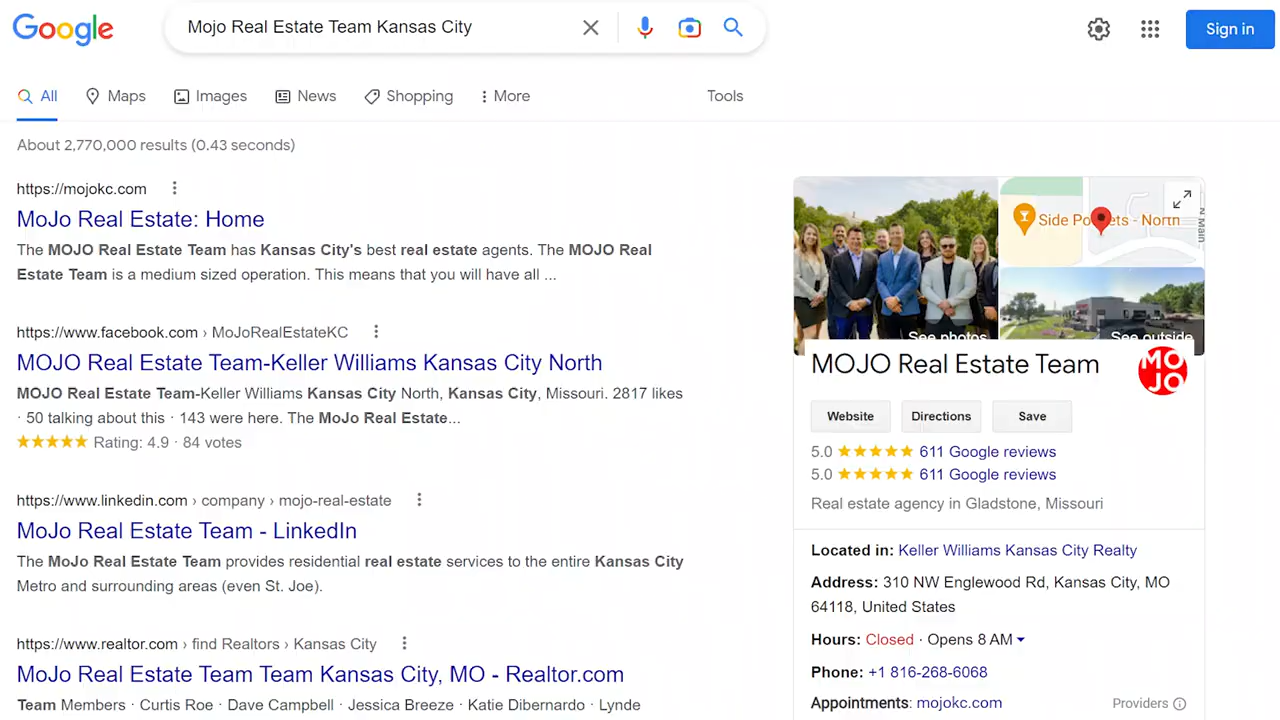 Google
Mojo Real Estate Team Kansas City
Sign in
All
Maps
Images
News
Shopping
More
Tools
About 2,770,000 results (0.43 seconds)
https://mojokc.com
MoJo Real Estate: Home
The MOJO Real Estate Team has Kansas City's best real estate agents. The MOJO Real
Estate Team is a medium sized operation. This means that you will have all ...
https://www.facebook.com › MoJoRealEstateKC
MOJO Real Estate Team-Keller Williams Kansas City North
MOJO Real Estate Team-Keller Williams Kansas City North, Kansas City, Missouri. 2817 likes
· 50 talking about this · 143 were here. The MoJo Real Estate...
Rating: 4.9 · 84 votes
https://www.linkedin.com › company › mojo-real-estate
MoJo Real Estate Team - LinkedIn
The MoJo Real Estate Team provides residential real estate services to the entire Kansas City
Metro and surrounding areas (even St. Joe).
https://www.realtor.com › find Realtors › Kansas City
MoJo Real Estate Team Team Kansas City, MO - Realtor.com
Team Members · Curtis Roe · Dave Campbell · Jessica Breeze · Katie Dibernardo · Lynde
Side Pockets - North
N Main
See photos
See outside
MOJO Real Estate Team
MO
JO
Website
Directions
Save
5.0 ★★★★★ 611 Google reviews
5.0 ★★★★★ 611 Google reviews
Real estate agency in Gladstone, Missouri
Located in: Keller Williams Kansas City Realty
Address: 310 NW Englewood Rd, Kansas City, MO
64118, United States
Hours: Closed · Opens 8 AM
Phone: +1 816-268-6068
Appointments: mojokc.com
Providers